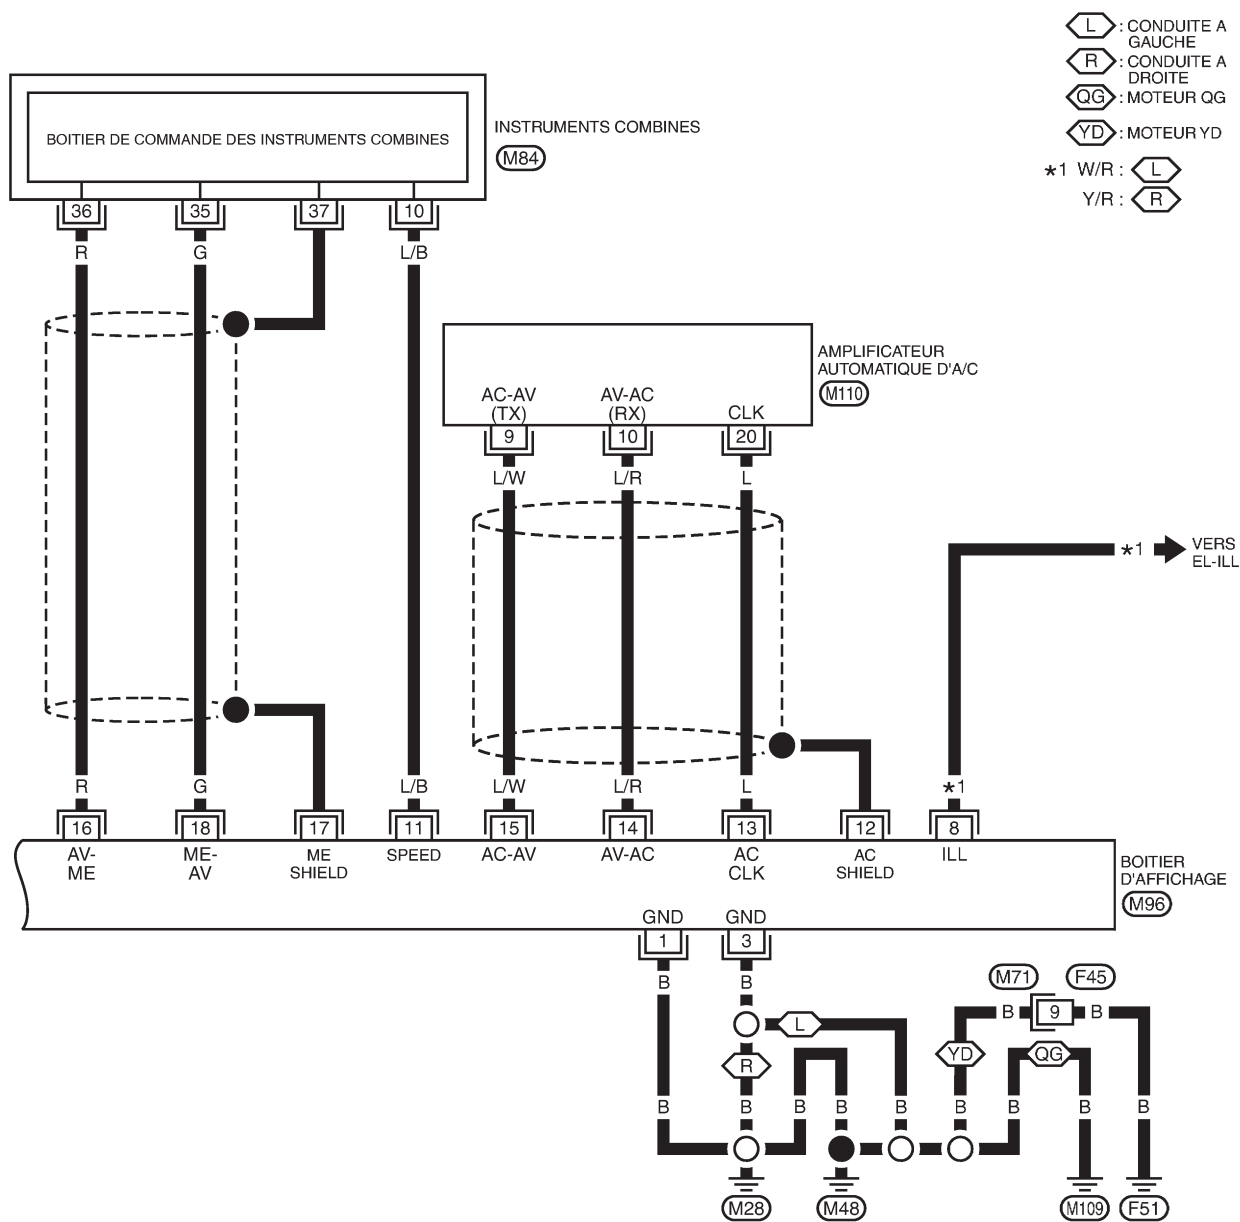 L : CONDUITE A
GAUCHE
R : CONDUITE A
DROITE
QG : MOTEUR QG
YD : MOTEUR YD
*1 W/R : L
Y/R : R
BOITIER DE COMMANDE DES INSTRUMENTS COMBINES
INSTRUMENTS COMBINES
M84
36 35 37 10
R G L/B
AMPLIFICATEUR
AUTOMATIQUE D'A/C
M110
AC-AV AV-AC
(TX) (RX) CLK
9 10 20
L/W L/R L
*1 VERS
EL-ILL
R G L/B L/W L/R L *1
16 18 17 11 15 14 13 12 8
AV- ME- ME SPEED AC-AV AV-AC AC AC ILL
ME AV SHIELD CLK SHIELD
BOITIER
D'AFFICHAGE
M96
GND GND
1 3
B B
M71 F45
B 9 B
L
R YD QG
B B B B B B B B B
M28 M48 M109 F51